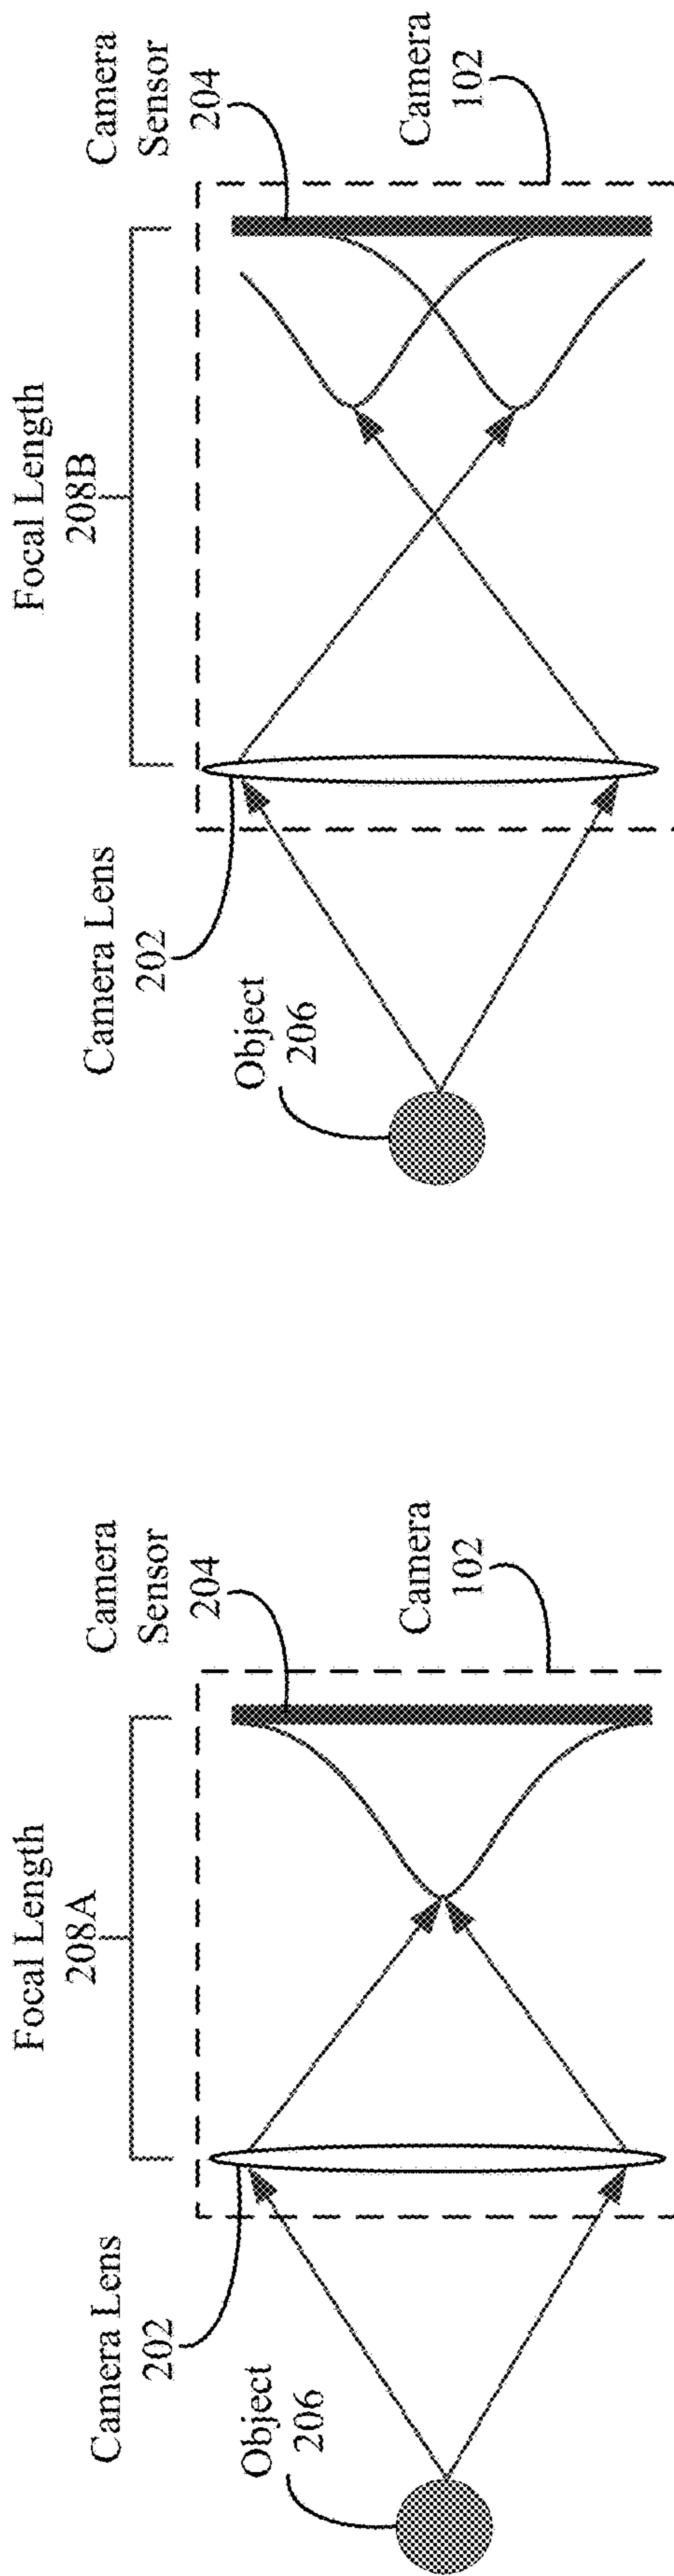 Focal Length
208A
Camera Lens
202
Camera
Sensor
204
Object
206
Camera
102
Focal Length
208B
Camera Lens
202
Camera
Sensor
204
Object
206
Camera
102